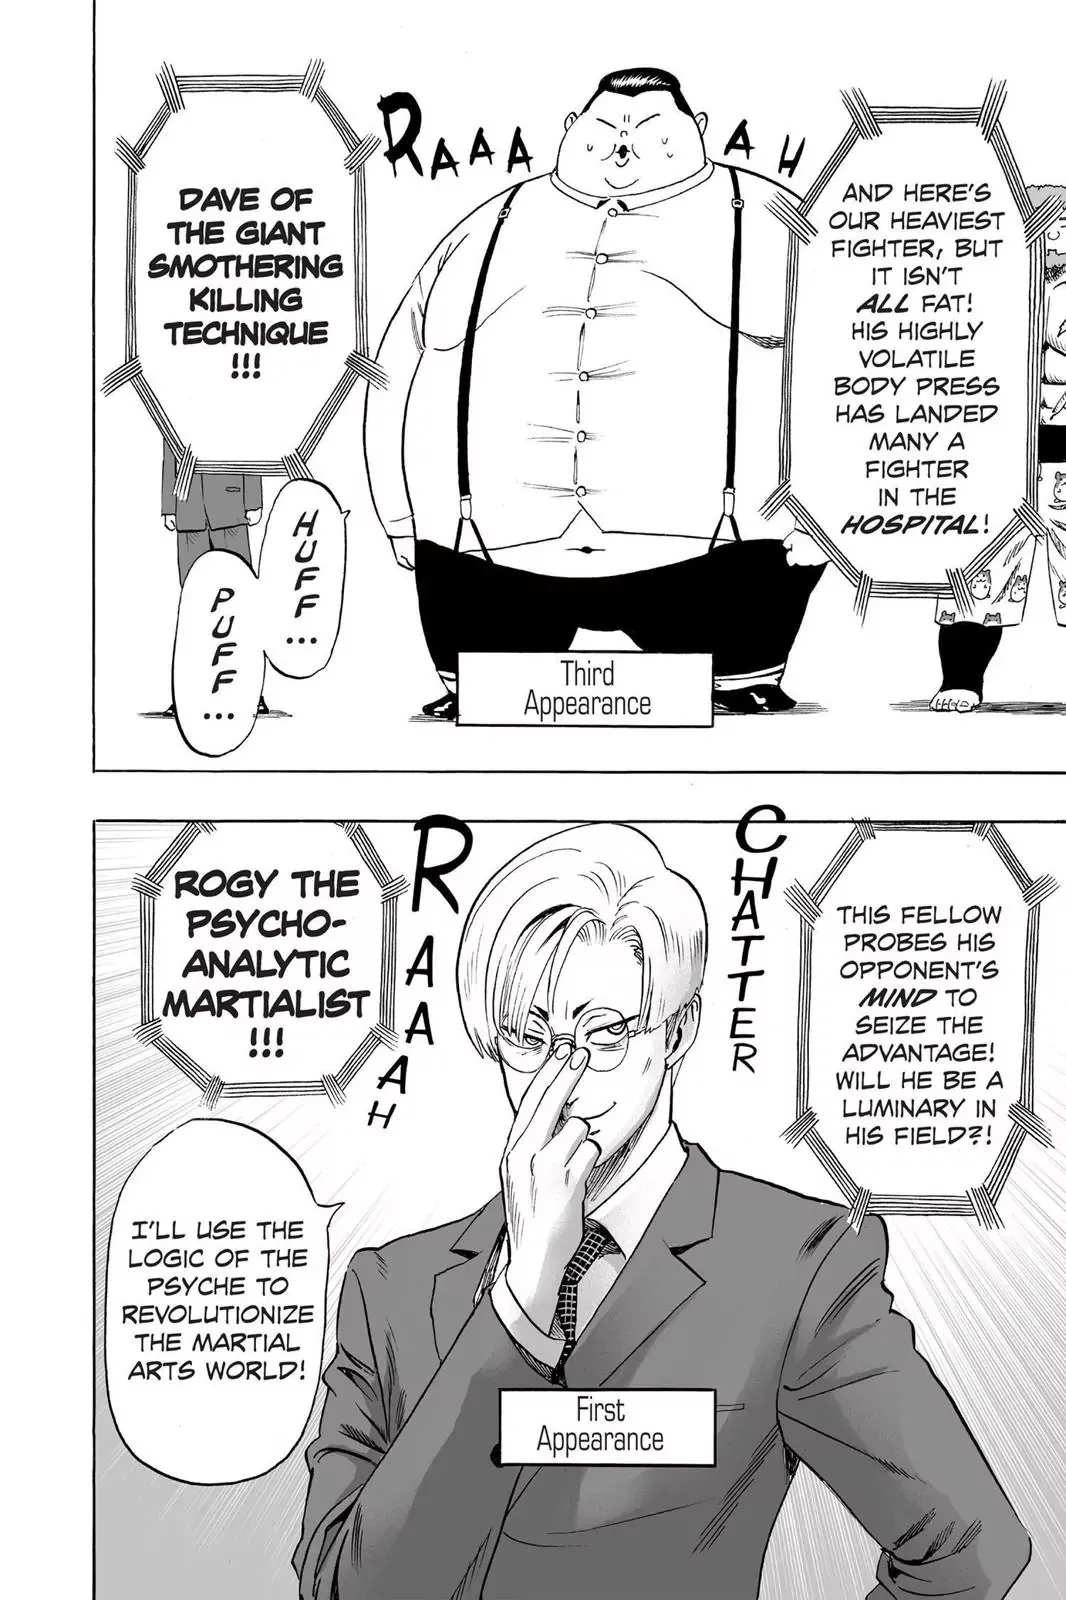 AND HERE'S
OUR HEAVIEST
FIGHTER, BUT
IT ISN'T
ALL FAT!
HIS HIGHLY
VOLATILE
BODY PRESS
HAS LANDED
MANY A
FIGHTER
IN THE
HOSPITAL!
RAAAAH
DAVE OF
THE GIANT
SMOTHERING
KILLING
TECHNIQUE
!!!
HUFF...
PUFF...
Third
Appearance
THIS FELLOW
PROBES HIS
OPPONENT'S
MIND TO
SEIZE THE
ADVANTAGE!
WILL HE BE A
LUMINARY IN
HIS FIELD?!
CHATTER
RAAAH
ROGY THE
PSYCHO-
ANALYTIC
MARTIALIST
!!!
I'LL USE THE
LOGIC OF THE
PSYCHE TO
REVOLUTIONIZE
THE MARTIAL
ARTS WORLD!
First
Appearance